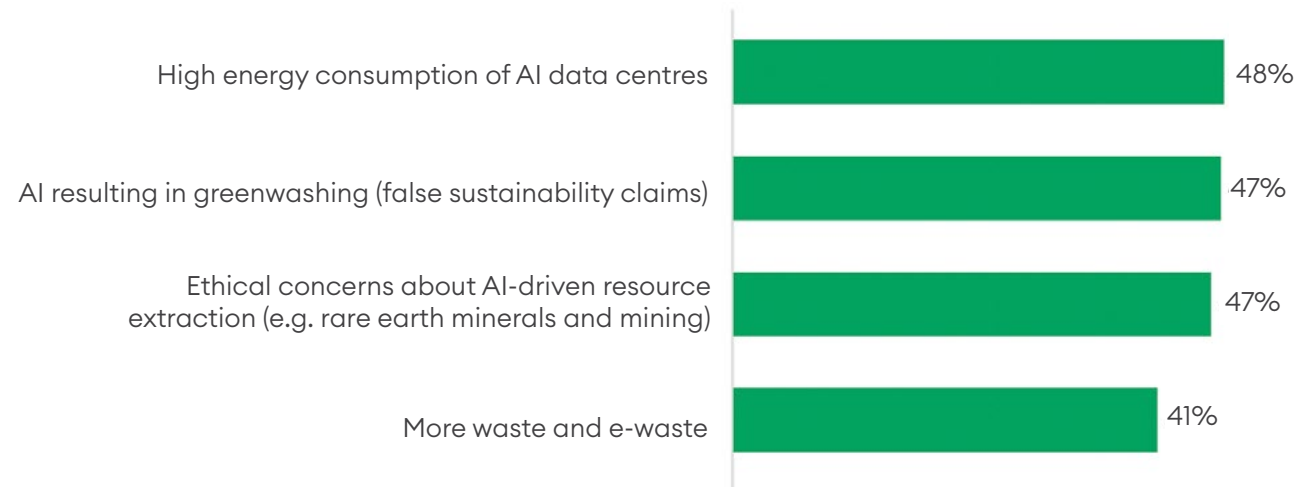 High energy consumption of AI data centres
48%
AI resulting in greenwashing (false sustainability claims)
47%
Ethical concerns about AI-driven resource
extraction (e.g. rare earth minerals and mining)
47%
More waste and e-waste
41%